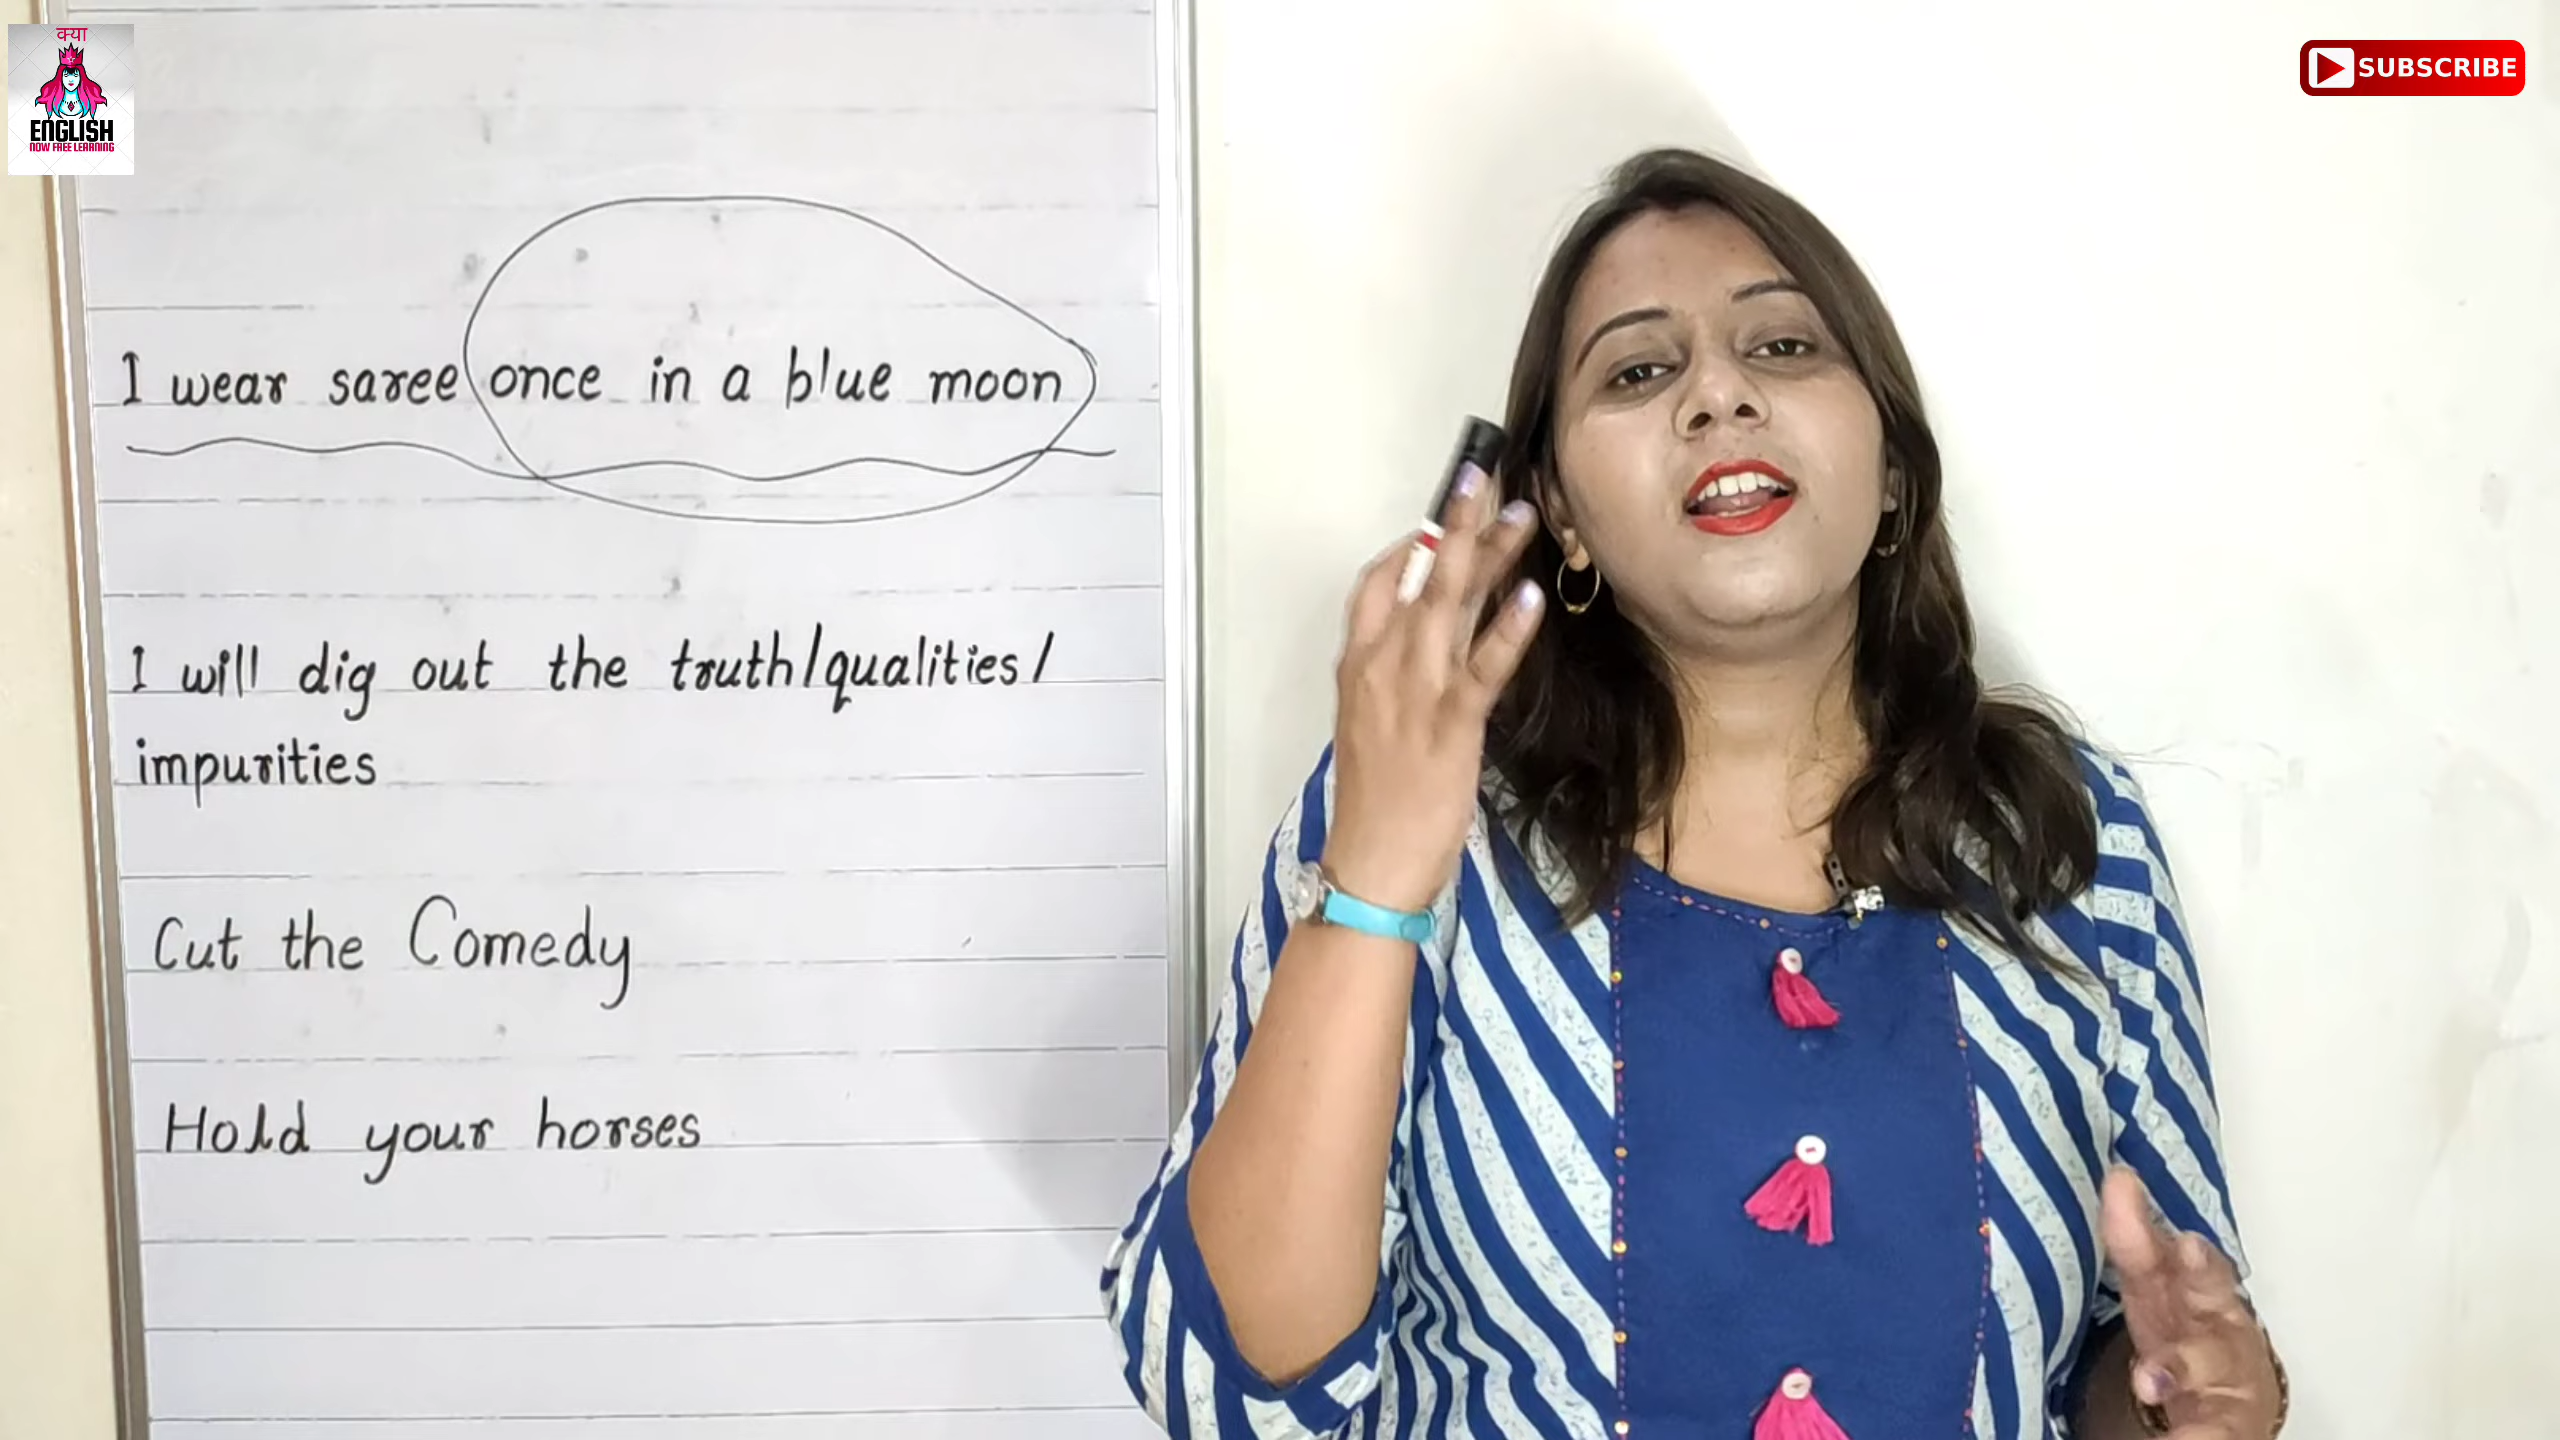 क्या
ENGLISH
NOW FREE LEARNING
SUBSCRIBE
I wear saree once in a blue moon
I will dig out the truth/qualities/
impurities
Cut the Comedy
Hold your horses